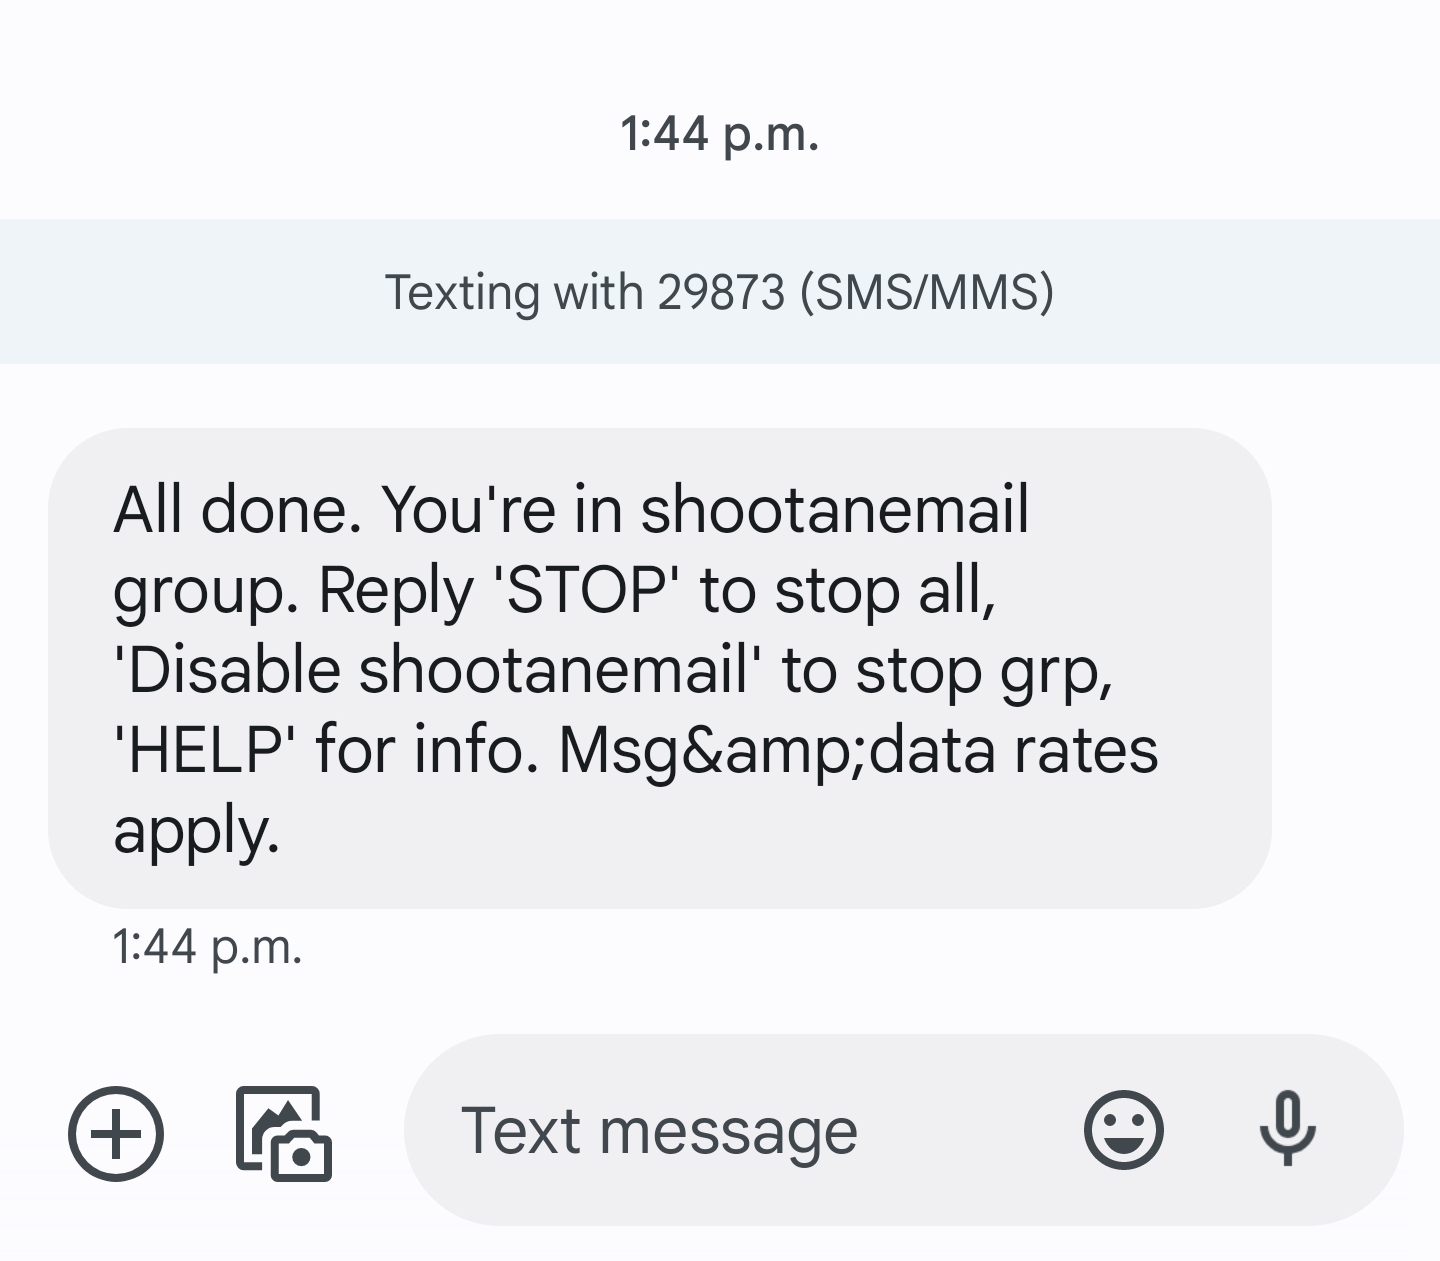 1:44 p.m.
Texting with 29873 (SMS/MMS)
All done. You're in shootanemail
group. Reply 'STOP' to stop all,
'Disable shootanemail' to stop grp,
'HELP' for info. Msg&amp;data rates
apply.
1:44 p.m.
Text message